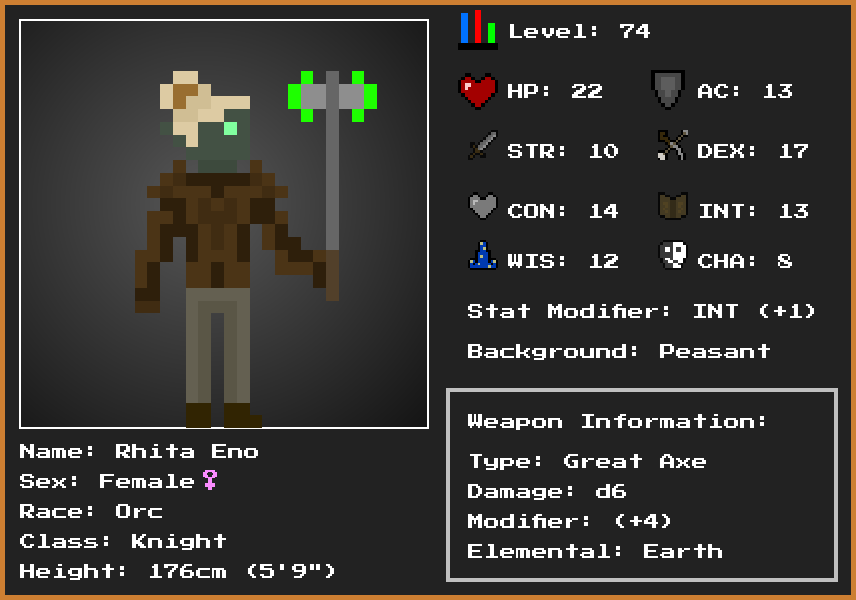 Level: 74
HP: 22 AC: 13
STR: 10 DEX: 17
CON: 14 INT: 13
WIS: 12 CHA: 8
Stat Modifier: INT (+1)
Background: Peasant
Weapon Information:
Type: Great Axe
Damage: d6
Modifier: (+4)
Elemental: Earth
Name: Rhita Eno
Sex: Female♀
Race: Orc
Class: Knight
Height: 176cm (5'9")